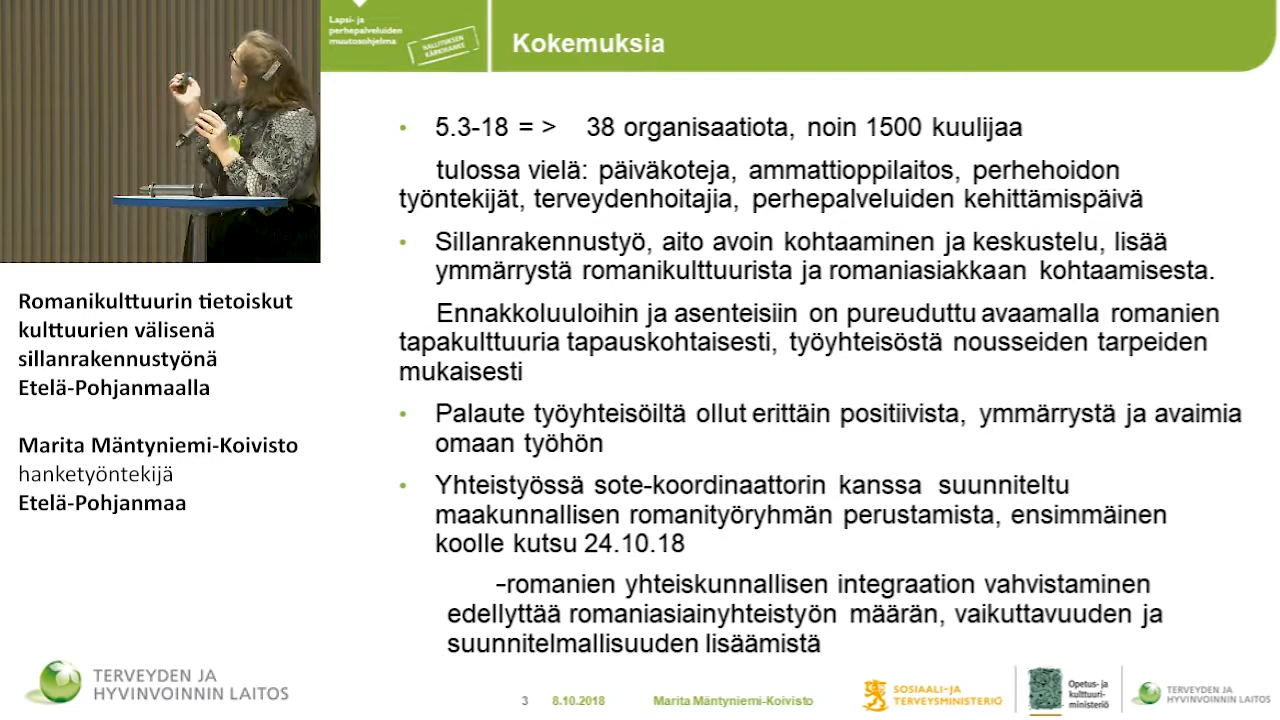 Lapsi- ja
perhepalveluiden
muutosohjelma
HALLITUKSEN
KÄRKIHANKE
Kokemuksia
• 5.3-18 = > 38 organisaatiota, noin 1500 kuulijaa
tulossa vielä: päiväkoteja, ammattioppilaitos, perhehoidon
työntekijät, terveydenhoitajia, perhepalveluiden kehittämispäivä
• Sillanrakennustyö, aito avoin kohtaaminen ja keskustelu, lisää
ymmärrystä romanikulttuurista ja romaniasiakkaan kohtaamisesta.
Ennakkoluuloihin ja asenteisiin on pureuduttu avaamalla romanien
tapakulttuuria tapauskohtaisesti, työyhteisöstä nousseiden tarpeiden
mukaisesti
• Palaute työyhteisöiltä ollut erittäin positiivista, ymmärrystä ja avaimia
omaan työhön
• Yhteistyössä sote-koordinaattorin kanssa suunniteltu
maakunnallisen romanityöryhmän perustamista, ensimmäinen
koolle kutsu 24.10.18
–romanien yhteiskunnallisen integraation vahvistaminen
edellyttää romaniasiainyhteistyön määrän, vaikuttavuuden ja
suunnitelmallisuuden lisäämistä
Romanikulttuurin tietoiskut
kulttuurien välisenä
sillanrakennustyönä
Etelä-Pohjanmaalla
Marita Mäntyniemi-Koivisto
hanketyöntekijä
Etelä-Pohjanmaa
TERVEYDEN JA
HYVINVOINNIN LAITOS
3 8.10.2018 Marita Mäntyniemi-Koivisto
SOSIAALI- JA
TERVEYSMINISTERIÖ
Opetus- ja
kulttuuri-
ministeriö
TERVEYDEN JA
HYVINVOINNIN LAITOS